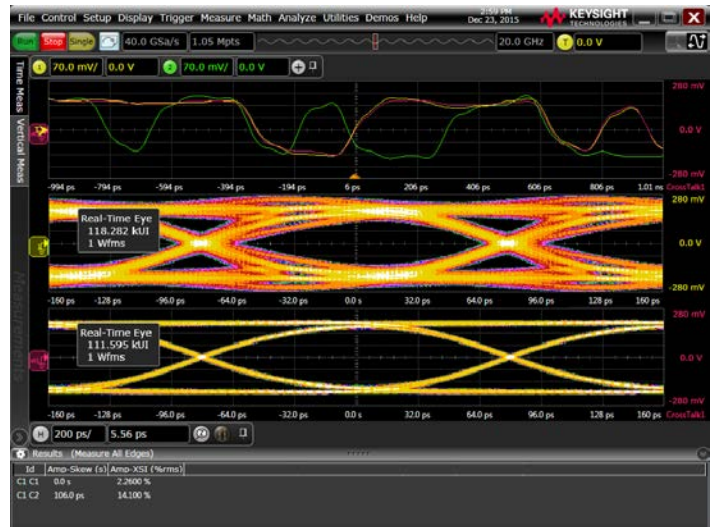 File Control Setup Display Trigger Measure Math Analyze Utilities Demos Help
2:59 PM
Dec 23, 2015
KEYSIGHT
TECHNOLOGIES
Run Stop Single 40.0 GSa/s 1.05 Mpts 20.0 GHz T 0.0 V
1 70.0 mV/ 0.0 V 2 70.0 mV/ 0.0 V
Time Meas
Vertical Meas
Measurements
280 mV
0.0 V
-280 mV
-994 ps -794 ps -594 ps -394 ps -194 ps 6 ps 206 ps 406 ps 606 ps 806 ps 1.01 ns CrossTalk1
280 mV
Real-Time Eye
118.282 kUI
1 Wfms
0.0 V
-280 mV
-160 ps -128 ps -96.0 ps -64.0 ps -32.0 ps 0.0 s 32.0 ps 64.0 ps 96.0 ps 128 ps 160 ps
280 mV
Real-Time Eye
111.595 kUI
1 Wfms
0.0 V
-280 mV
-160 ps -128 ps -96.0 ps -64.0 ps -32.0 ps 0.0 s 32.0 ps 64.0 ps 96.0 ps 128 ps 160 ps CrossTalk1
H 200 ps/ 5.56 ps
Results (Measure All Edges)
Id Amp-Skew (s) Amp-XSI (%rms)
C1 C1 0.0 s 2.2600 %
C1 C2 106.0 ps 14.100 %